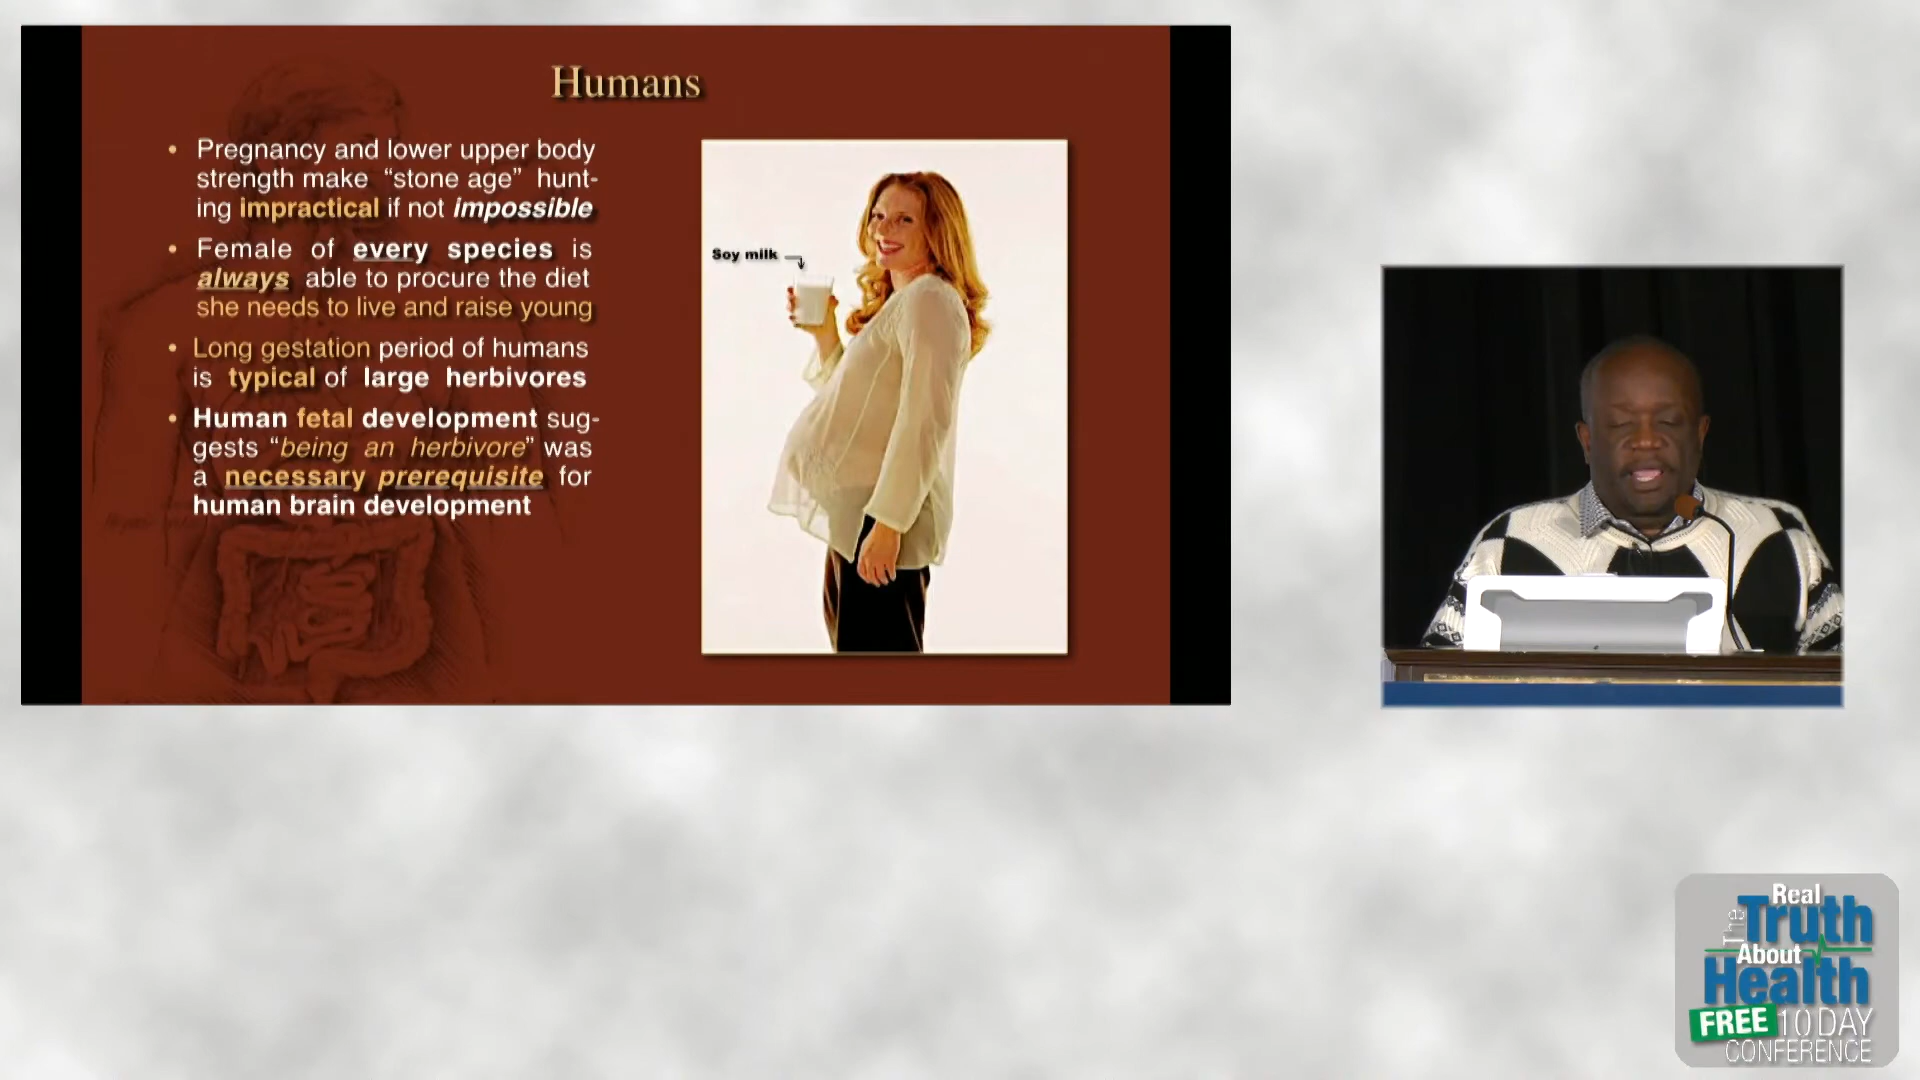 Humans
• Pregnancy and lower upper body
strength make “stone age” hunt-
ing impractical if not impossible
• Female of every species is
always able to procure the diet
she needs to live and raise young
• Long gestation period of humans
is typical of large herbivores
• Human fetal development sug-
gests “being an herbivore” was
a necessary prerequisite for
human brain development
Soy milk
The Real
Truth
About
Health
FREE 10 DAY
CONFERENCE